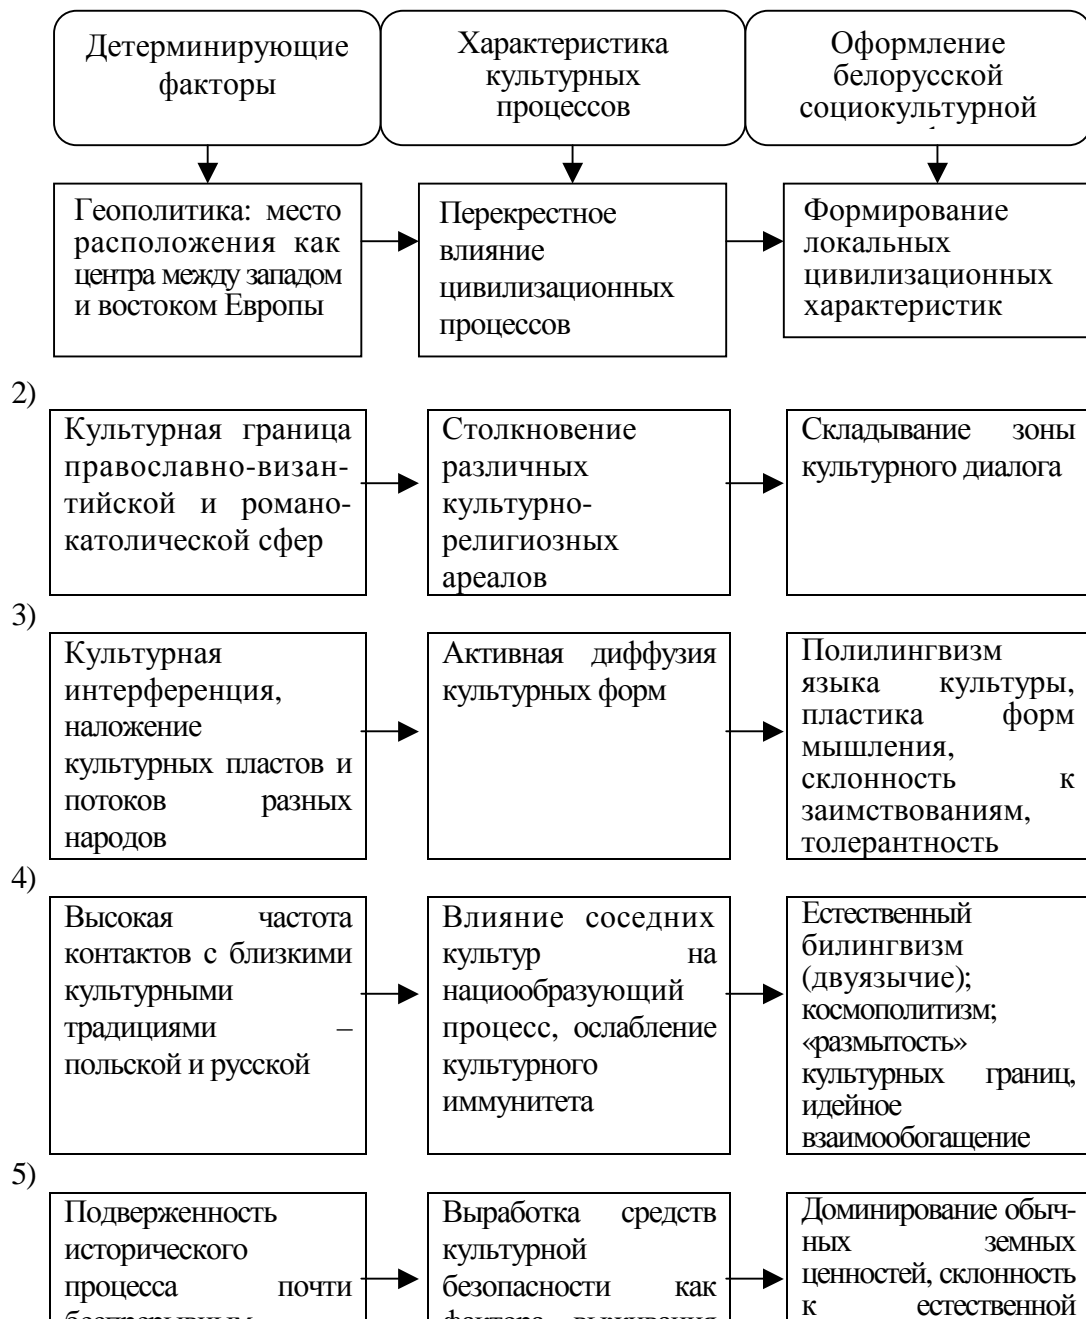 Детерминирующие
факторы
Характеристика
культурных
процессов
Оформление
белорусской
социокультурной
Геополитика: место
расположения как
центра между западом
и востоком Европы
Перекрестное
влияние
цивилизационных
процессов
Формирование
локальных
цивилизационных
характеристик
2)
Культурная граница
православно-визан-
тийской и романо-
католической сфер
Столкновение
различных
культурно-
религиозных
ареалов
Складывание зоны
культурного диалога
3)
Культурная
интерференция,
наложение
культурных пластов и
потоков разных
народов
Активная диффузия
культурных форм
Полилингвизм
языка культуры,
пластика форм
мышления,
склонность к
заимствованиям,
толерантность
4)
Высокая частота
контактов с близкими
культурными
традициями –
польской и русской
Влияние соседних
культур на
нациообразующий
процесс, ослабление
культурного
иммунитета
Естественный
билингвизм
(двуязычие);
космополитизм;
«размытость»
культурных границ,
идейное
взаимообогащение
5)
Подверженность
исторического
процесса почти
беспрерывным
Выработка средств
культурной
безопасности как
фактора выживания
Доминирование обыч-
ных земных
ценностей, склонность
к естественной